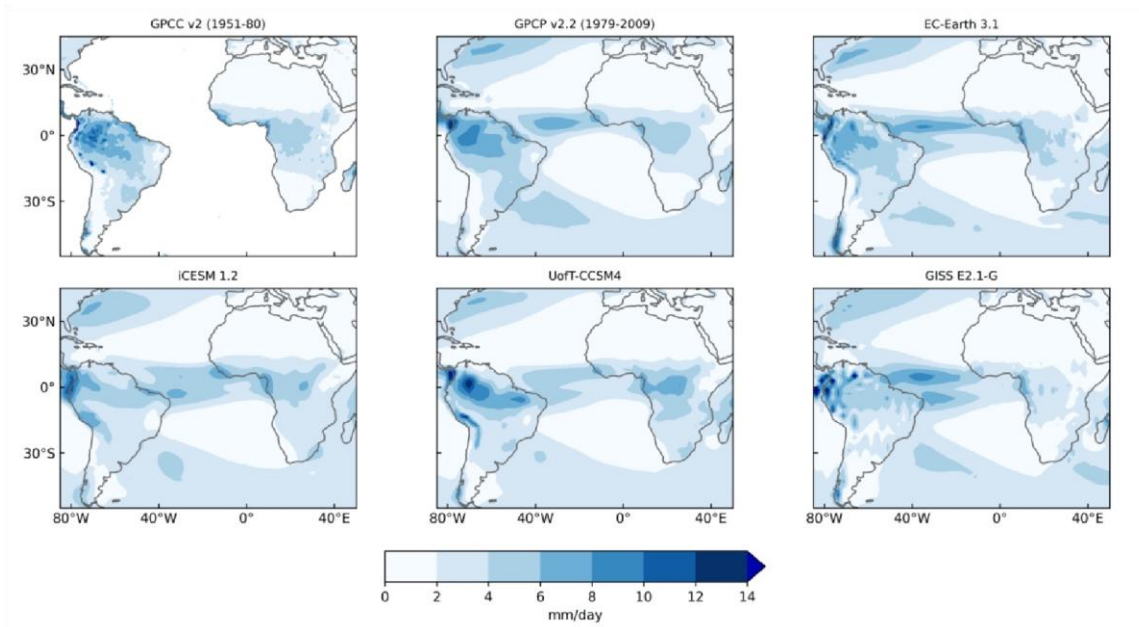 GPCC v2 (1951-80)
GPCP v2.2 (1979-2009)
EC-Earth 3.1
30°N
0°
30°S
iCESM 1.2
UofT-CCSM4
GISS E2.1-G
30°N
0°
30°S
80°W 40°W 0° 40°E
80°W 40°W 0° 40°E
80°W 40°W 0° 40°E
0 2 4 6 8 10 12 14
mm/day